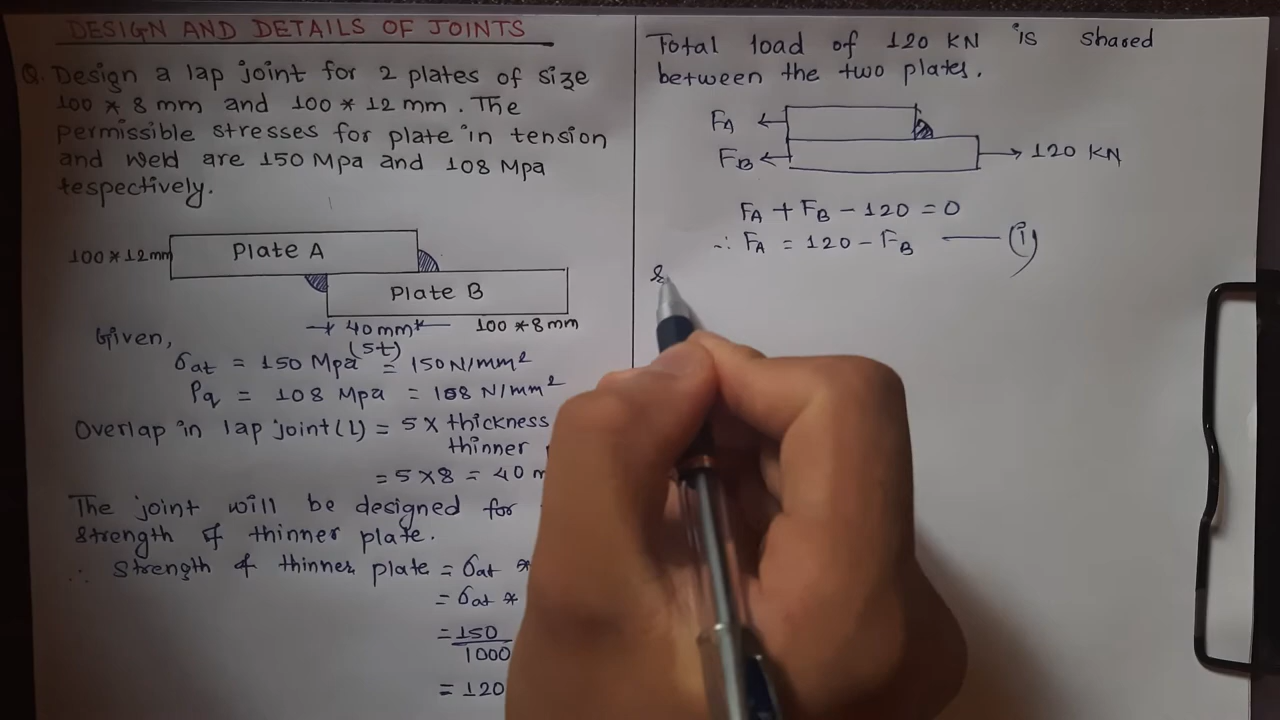 DESIGN AND DETAILS OF JOINTS
Q. Design a lap joint for 2 plates of size
100 * 8 mm and 100 * 12 mm. The
permissible stresses for plate in tension
and weld are 150 Mpa and 108 Mpa
respectively.
100 * 12 mm
Plate A
Plate B
40 mm
100 * 8 mm
(5t)
Given,
σat = 150 Mpa = 150 N/mm²
Pq = 108 Mpa = 108 N/mm²
Overlap in lap joint (L) = 5 × thickness
thinner
= 5 × 8 = 40
The joint will be designed for
strength of thinner plate.
∴ Strength of thinner plate = σat *
= σat *
= 150
1000
= 120
Total load of 120 KN is shared
between the two plates.
FA
FB
120 KN
FA + FB - 120 = 0
∴ FA = 120 - FB (i)